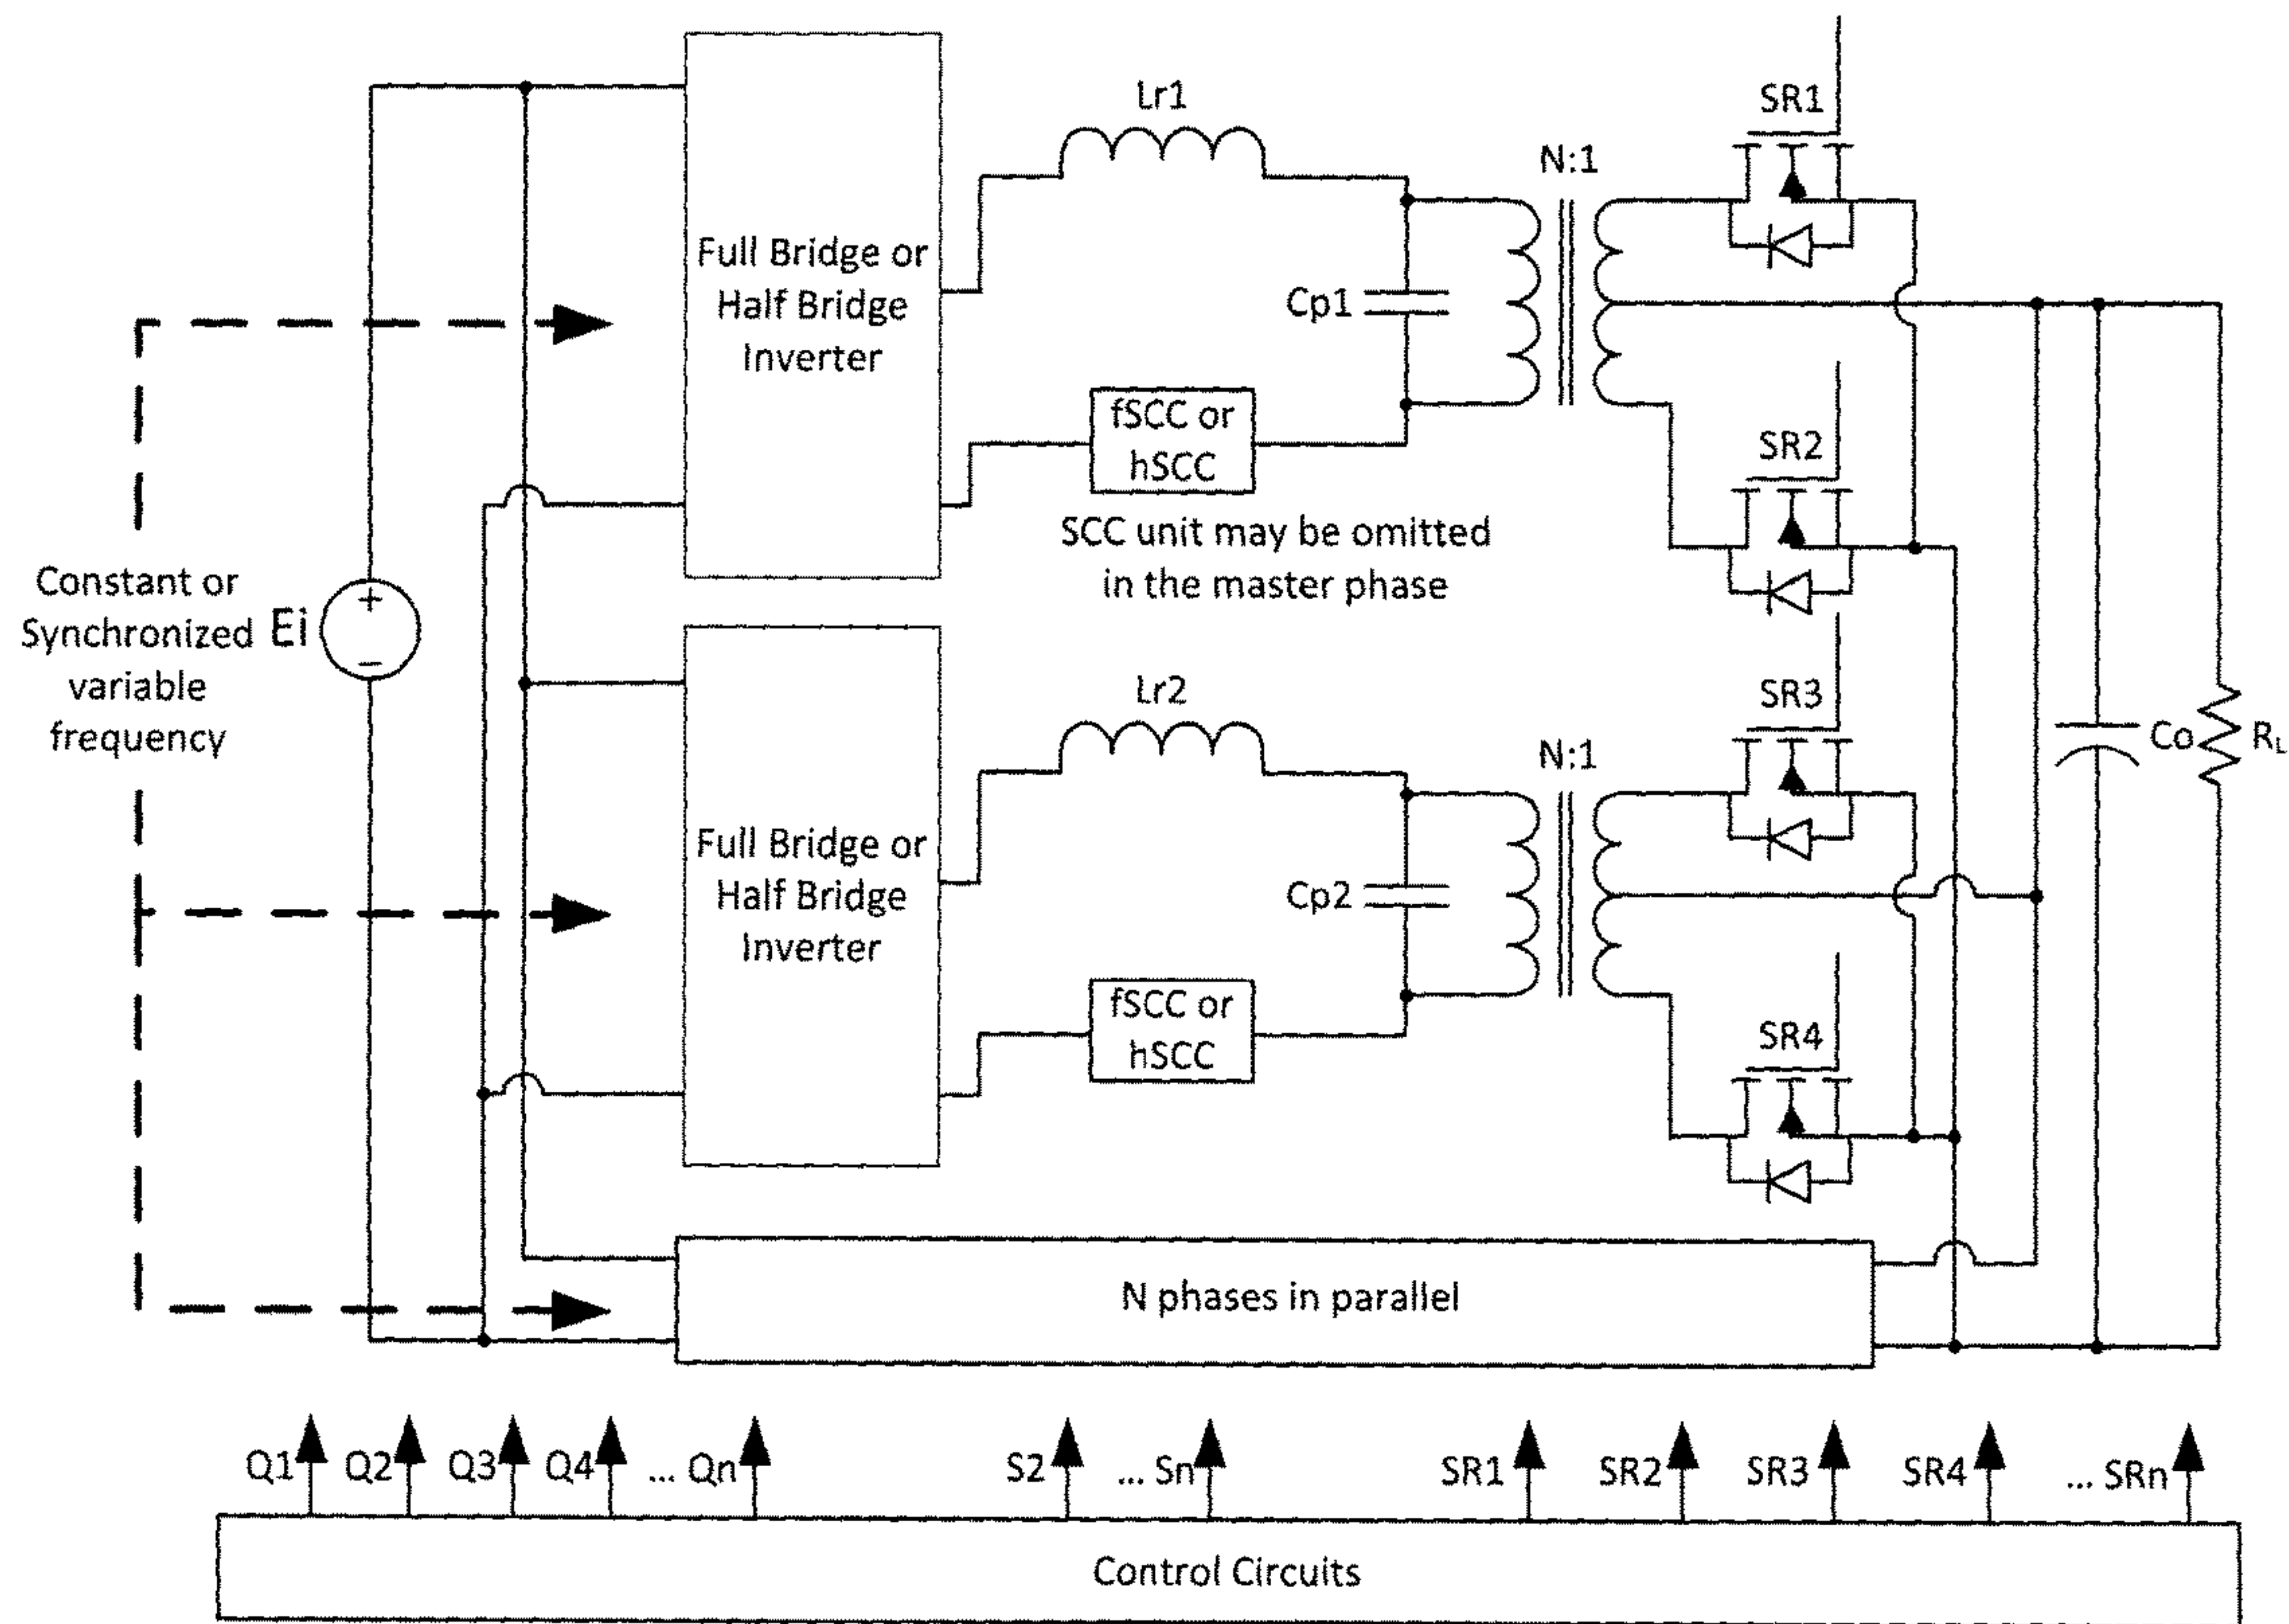 Lr1
SR1
N:1
Full Bridge or
Half Bridge
Inverter
Cp1
fSCC or
hSCC
SR2
SCC unit may be omitted
in the master phase
Constant or
Synchronized
variable
frequency
Ei
+
−
Lr2
SR3
N:1
Full Bridge or
Half Bridge
Inverter
Cp2
Co
RL
fSCC or
hSCC
SR4
N phases in parallel
Q1 Q2 Q3 Q4 ... Qn S2 ... Sn SR1 SR2 SR3 SR4 ... SRn
Control Circuits